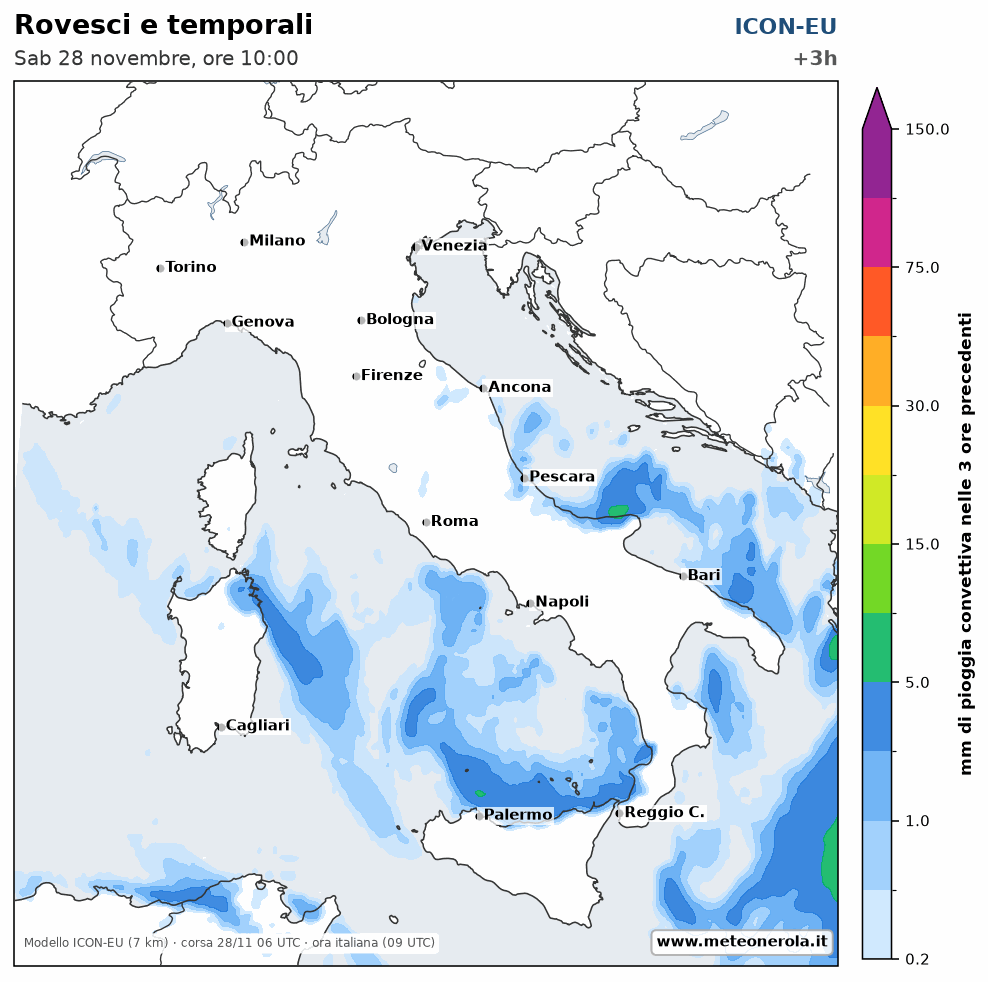 Rovesci e temporali
ICON-EU
Sab 28 novembre, ore 10:00
+3h
150.0
75.0
30.0
15.0
5.0
1.0
0.2
mm di pioggia convettiva nelle 3 ore precedenti
Milano
Venezia
Torino
Genova
Bologna
Firenze
Ancona
Pescara
Roma
Bari
Napoli
Cagliari
Palermo
Reggio C.
Modello ICON-EU (7 km) · corsa 28/11 06 UTC · ora italiana (09 UTC)
www.meteonerola.it